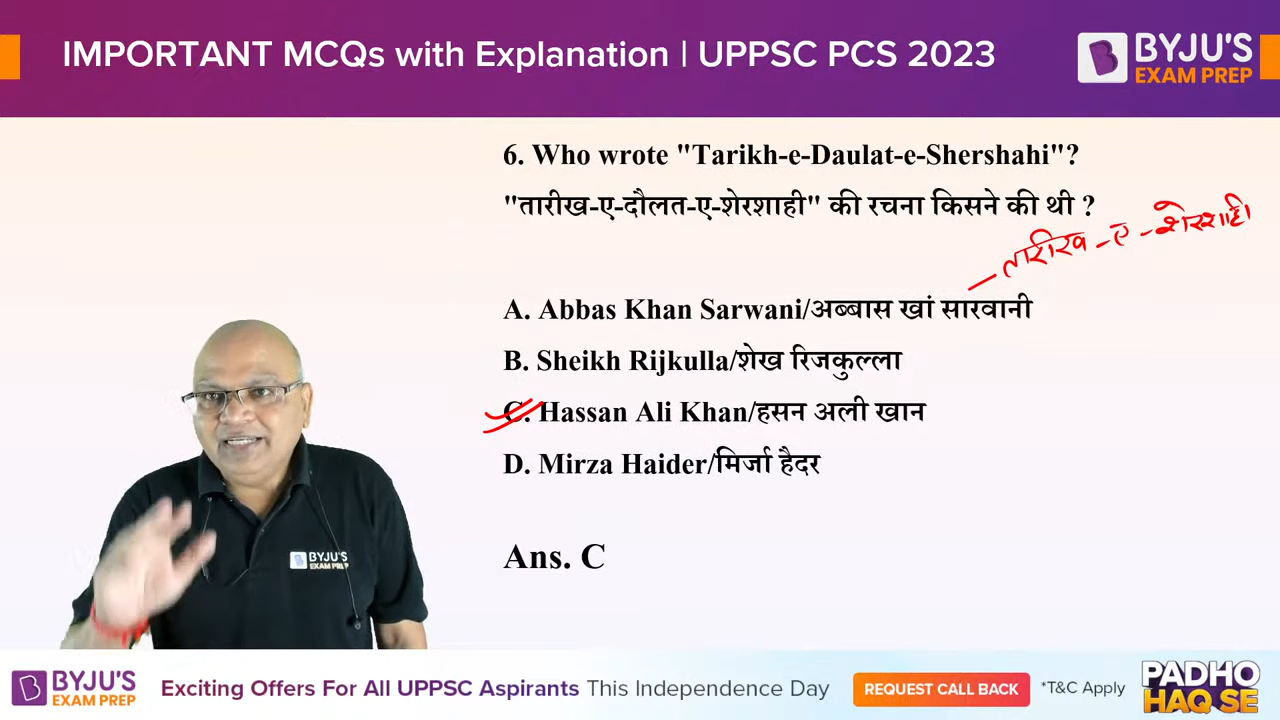 IMPORTANT MCQs with Explanation | UPPSC PCS 2023
BYJU'S
EXAM PREP
6. Who wrote "Tarikh-e-Daulat-e-Shershahi"?
"तारीख-ए-दौलत-ए-शेरशाही" की रचना किसने की थी ?
– तारीख – ए – शेरशाही
A. Abbas Khan Sarwani/अब्बास खां सारवानी
B. Sheikh Rijkulla/शेख रिजकुल्ला
C. Hassan Ali Khan/हसन अली खान
D. Mirza Haider/मिर्जा हैदर
Ans. C
BYJU'S
EXAM PREP
BYJU'S
EXAM PREP
Exciting Offers For All UPPSC Aspirants This Independence Day
REQUEST CALL BACK
*T&C Apply
PADHO
HAQ SE